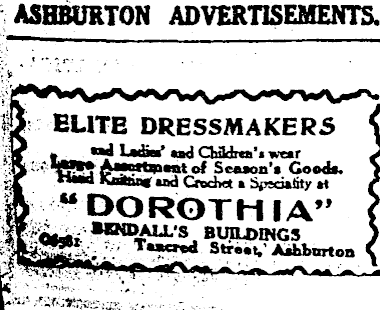 ASHBURTON ADVERTISEMENTS.
ELITE DRESSMAKERS
and Ladies' and Children's wear
Large Assortment of Season's Goods.
Hand Knitting and Crochet a Speciality at
"DOROTHIA"
BENDALL'S BUILDINGS
Tancred Street, Ashburton
O6581